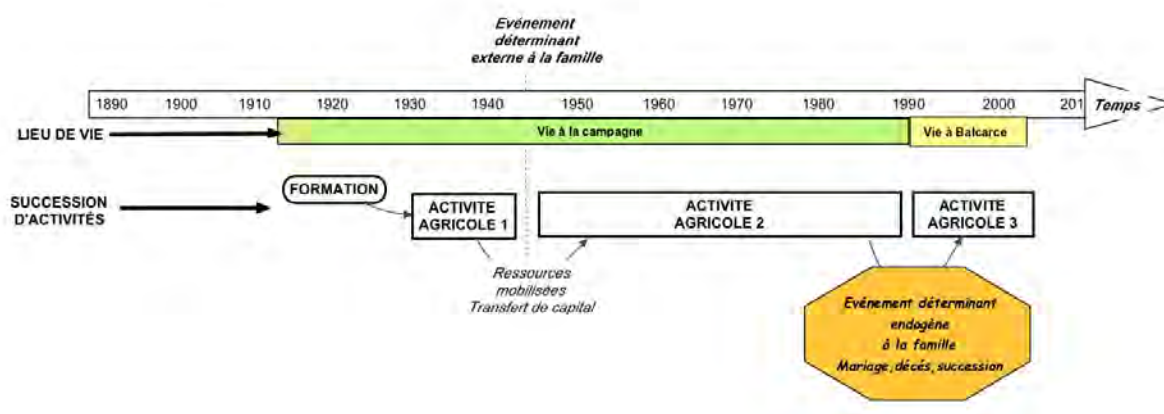 Evénement
déterminant
externe à la famille
1890 1900 1910 1920 1930 1940 1950 1960 1970 1980 1990 2000 201 Temps
LIEU DE VIE Vie à la campagne Vie à Balcarce
FORMATION
SUCCESSION
D'ACTIVITÉS
ACTIVITE
AGRICOLE 1
ACTIVITE
AGRICOLE 2
ACTIVITE
AGRICOLE 3
Ressources
mobilisées
Transfert de capital
Evénement déterminant
endogène
à la famille
Mariage, décés, succession